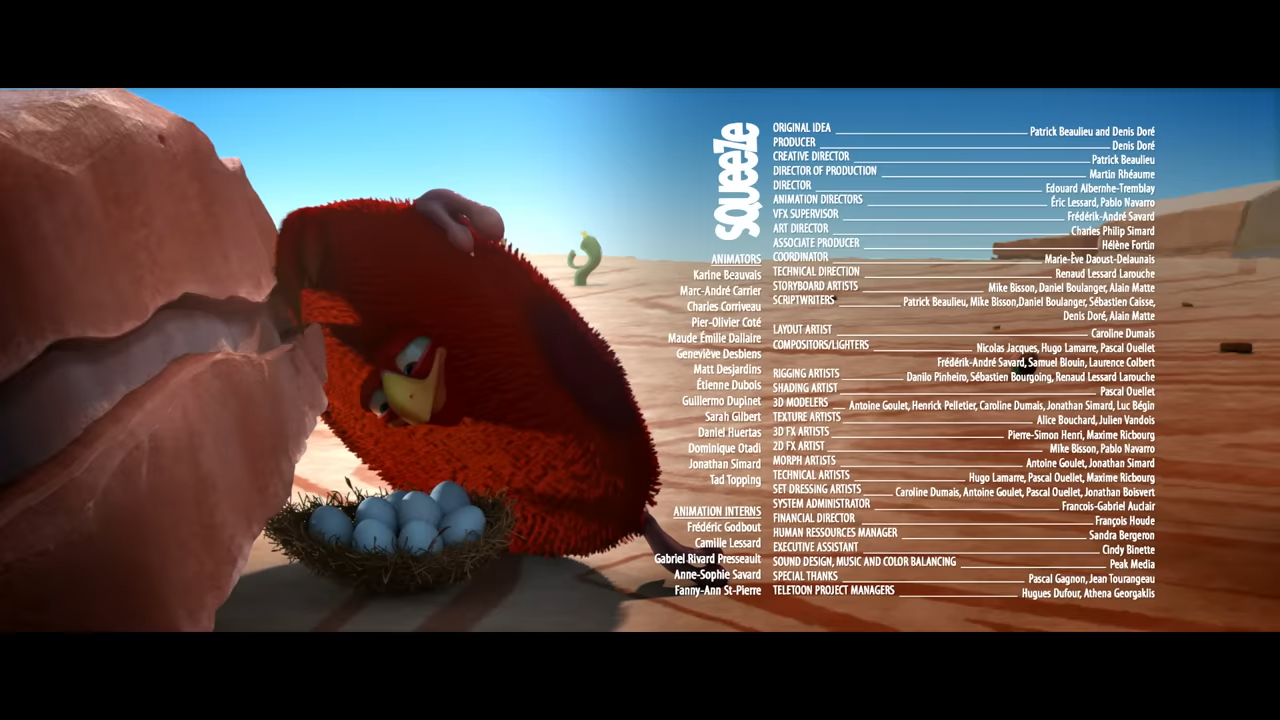 squeeze
ANIMATORS
Karine Beauvais
Marc-André Carrier
Charles Corriveau
Pier-Olivier Coté
Maude Émilie Dallaire
Geneviève Desbiens
Matt Desjardins
Étienne Dubois
Guillermo Dupinet
Sarah Gilbert
Daniel Huertas
Dominique Otadi
Jonathan Simard
Tad Topping
ANIMATION INTERNS
Frédéric Godbout
Camille Lessard
Gabriel Rivard Presseault
Anne-Sophie Savard
Fanny-Ann St-Pierre
ORIGINAL IDEA Patrick Beaulieu and Denis Doré
PRODUCER Denis Doré
CREATIVE DIRECTOR Patrick Beaulieu
DIRECTOR OF PRODUCTION Martin Rhéaume
DIRECTOR Edouard Albernhe-Tremblay
ANIMATION DIRECTORS Éric Lessard, Pablo Navarro
VFX SUPERVISOR Frédérik-André Savard
ART DIRECTOR Charles Philip Simard
ASSOCIATE PRODUCER Hélène Fortin
COORDINATOR Marie-Ève Daoust-Delaunais
TECHNICAL DIRECTION Renaud Lessard Larouche
STORYBOARD ARTISTS Mike Bisson, Daniel Boulanger, Alain Matte
SCRIPTWRITERS Patrick Beaulieu, Mike Bisson,Daniel Boulanger, Sébastien Caisse,
Denis Doré, Alain Matte
LAYOUT ARTIST Caroline Dumais
COMPOSITORS/LIGHTERS Nicolas Jacques, Hugo Lamarre, Pascal Ouellet
Frédérik-André Savard, Samuel Blouin, Laurence Colbert
RIGGING ARTISTS Danilo Pinheiro, Sébastien Bourgoing, Renaud Lessard Larouche
SHADING ARTIST Pascal Ouellet
3D MODELERS Antoine Goulet, Henrick Pelletier, Caroline Dumais, Jonathan Simard, Luc Bégin
TEXTURE ARTISTS Alice Bouchard, Julien Vandois
3D FX ARTISTS Pierre-Simon Henri, Maxime Ricbourg
2D FX ARTIST Mike Bisson, Pablo Navarro
MORPH ARTISTS Antoine Goulet, Jonathan Simard
TECHNICAL ARTISTS Hugo Lamarre, Pascal Ouellet, Maxime Ricbourg
SET DRESSING ARTISTS Caroline Dumais, Antoine Goulet, Pascal Ouellet, Jonathan Boisvert
SYSTEM ADMINISTRATOR Francois-Gabriel Auclair
FINANCIAL DIRECTOR François Houde
HUMAN RESSOURCES MANAGER Sandra Bergeron
EXECUTIVE ASSISTANT Cindy Binette
SOUND DESIGN, MUSIC AND COLOR BALANCING Peak Media
SPECIAL THANKS Pascal Gagnon, Jean Tourangeau
TELETOON PROJECT MANAGERS Hugues Dufour, Athena Georgaklis